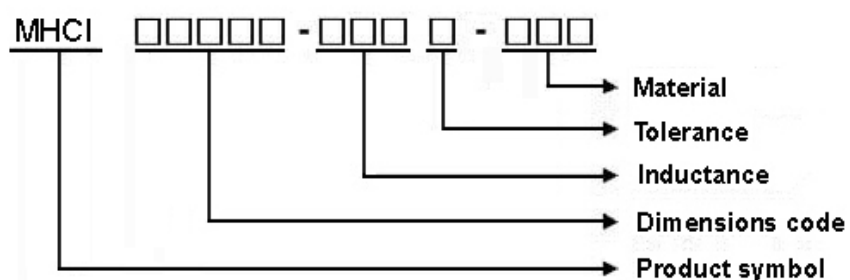 MHCI □□□□□ - □□□ □ - □□□
Material
Tolerance
Inductance
Dimensions code
Product symbol